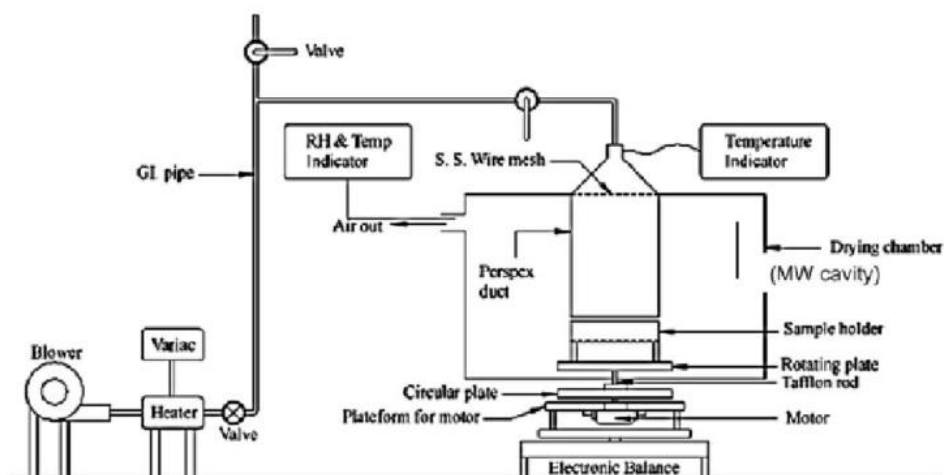 Valve
RH & Temp
Indicator
Temperature
Indicator
S. S. Wire mesh
GI. pipe
Air out
Drying chamber
(MW cavity)
Perspex
duct
Sample holder
Variac
Blower
Rotating plate
Tafflon rod
Circular plate
Heater
Plateform for motor
Motor
Valve
Electronic Balance